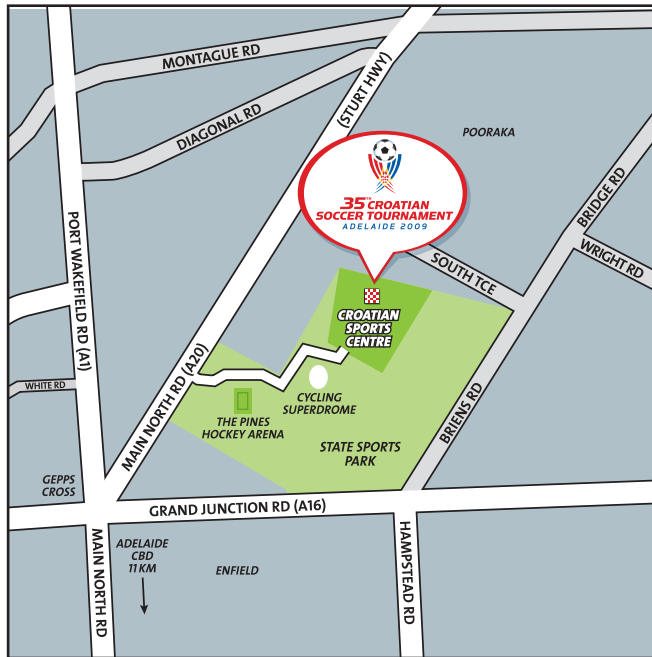 MONTAGUE RD
(STURT HWY)
DIAGONAL RD
POORAKA
35TH CROATIAN
SOCCER TOURNAMENT
ADELAIDE 2009
BRIDGE RD
WRIGHT RD
SOUTH TCE
PORT WAKEFIELD RD (A1)
CROATIAN
SPORTS
CENTRE
WHITE RD
MAIN NORTH RD (A20)
CYCLING
SUPERDROME
THE PINES
HOCKEY ARENA
BRIENS RD
STATE SPORTS
PARK
GEPPS
CROSS
GRAND JUNCTION RD (A16)
MAIN NORTH RD
ADELAIDE
CBD
11 KM
ENFIELD
HAMPSTEAD RD